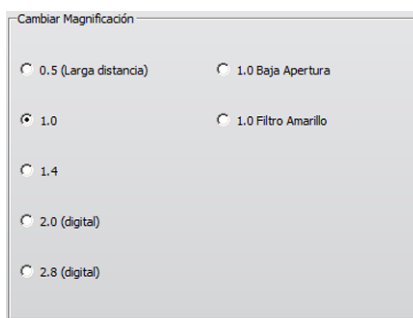 Cambiar Magnificación
0.5 (Larga distancia)
1.0 Baja Apertura
1.0
1.0 Filtro Amarillo
1.4
2.0 (digital)
2.8 (digital)